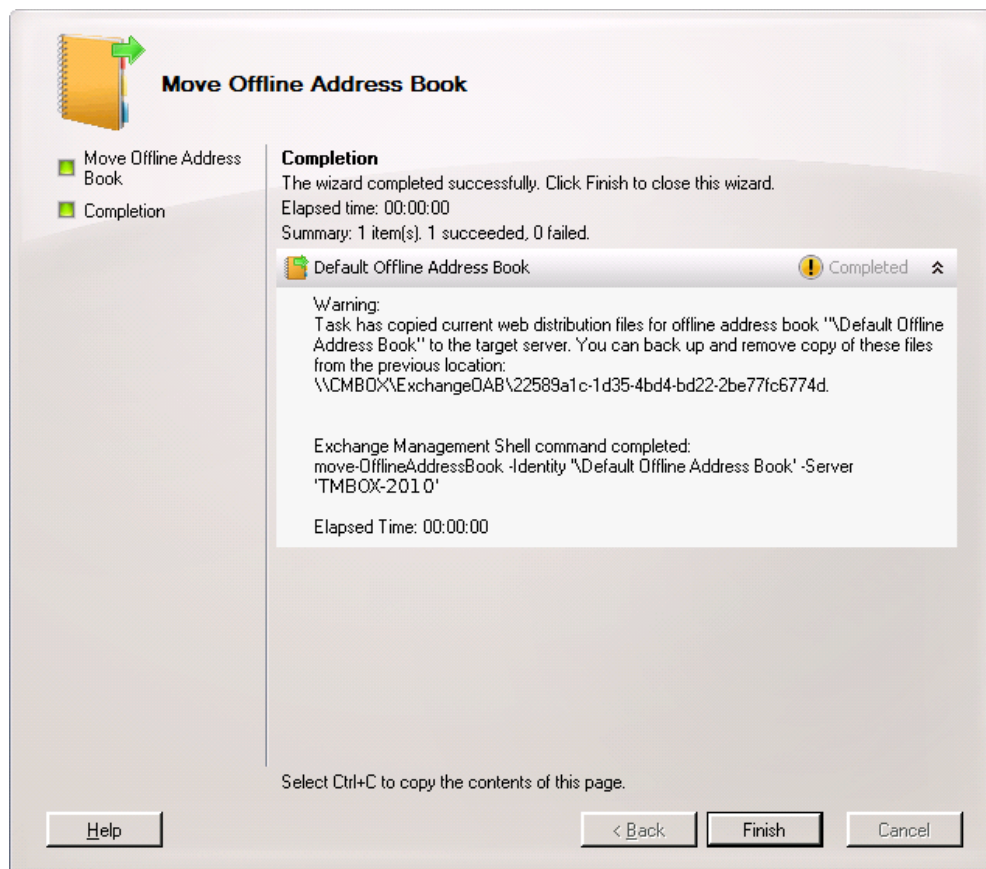 Move Offline Address Book
Move Offline Address
Book
Completion
Completion
The wizard completed successfully. Click Finish to close this wizard.
Elapsed time: 00:00:00
Summary: 1 item(s). 1 succeeded, 0 failed.
Default Offline Address Book
Completed
Warning:
Task has copied current web distribution files for offline address book "\Default Offline
Address Book" to the target server. You can back up and remove copy of these files
from the previous location:
\\CMBOX\ExchangeOAB\22589a1c-1d35-4bd4-bd22-2be77fc6774d.
Exchange Management Shell command completed:
move-OfflineAddressBook -Identity '\Default Offline Address Book' -Server
'TMBOX-2010'
Elapsed Time: 00:00:00
Select Ctrl+C to copy the contents of this page.
Help
< Back
Finish
Cancel